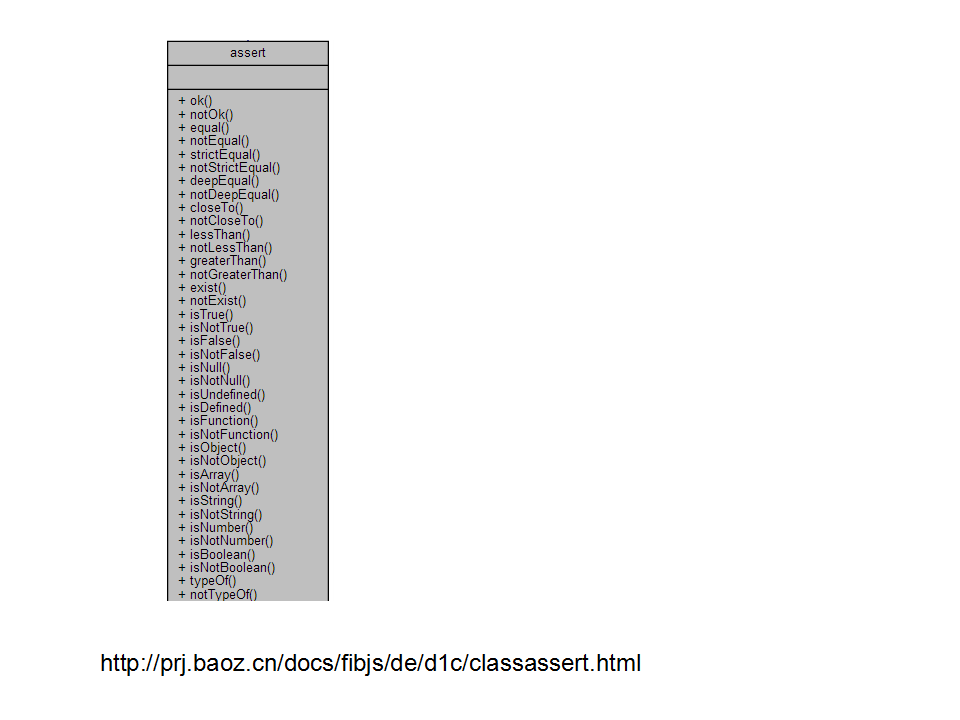 assert
+ ok()
+ notOk()
+ equal()
+ notEqual()
+ strictEqual()
+ notStrictEqual()
+ deepEqual()
+ notDeepEqual()
+ closeTo()
+ notCloseTo()
+ lessThan()
+ notLessThan()
+ greaterThan()
+ notGreaterThan()
+ exist()
+ notExist()
+ isTrue()
+ isNotTrue()
+ isFalse()
+ isNotFalse()
+ isNull()
+ isNotNull()
+ isUndefined()
+ isDefined()
+ isFunction()
+ isNotFunction()
+ isObject()
+ isNotObject()
+ isArray()
+ isNotArray()
+ isString()
+ isNotString()
+ isNumber()
+ isNotNumber()
+ isBoolean()
+ isNotBoolean()
+ typeOf()
+ notTypeOf()
http://prj.baoz.cn/docs/fibjs/de/d1c/classassert.html